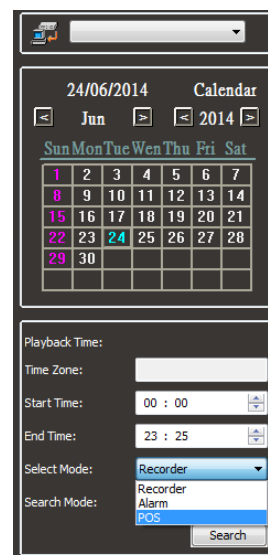 24/06/2014 Calendar
< Jun > < 2014 >
Sun Mon Tue Wen Thu Fri Sat
1 2 3 4 5 6 7
8 9 10 11 12 13 14
15 16 17 18 19 20 21
22 23 24 25 26 27 28
29 30
Playback Time:
Time Zone:
Start Time: 00 : 00
End Time: 23 : 25
Select Mode: Recorder
Recorder
Search Mode: Alarm
POS
Search